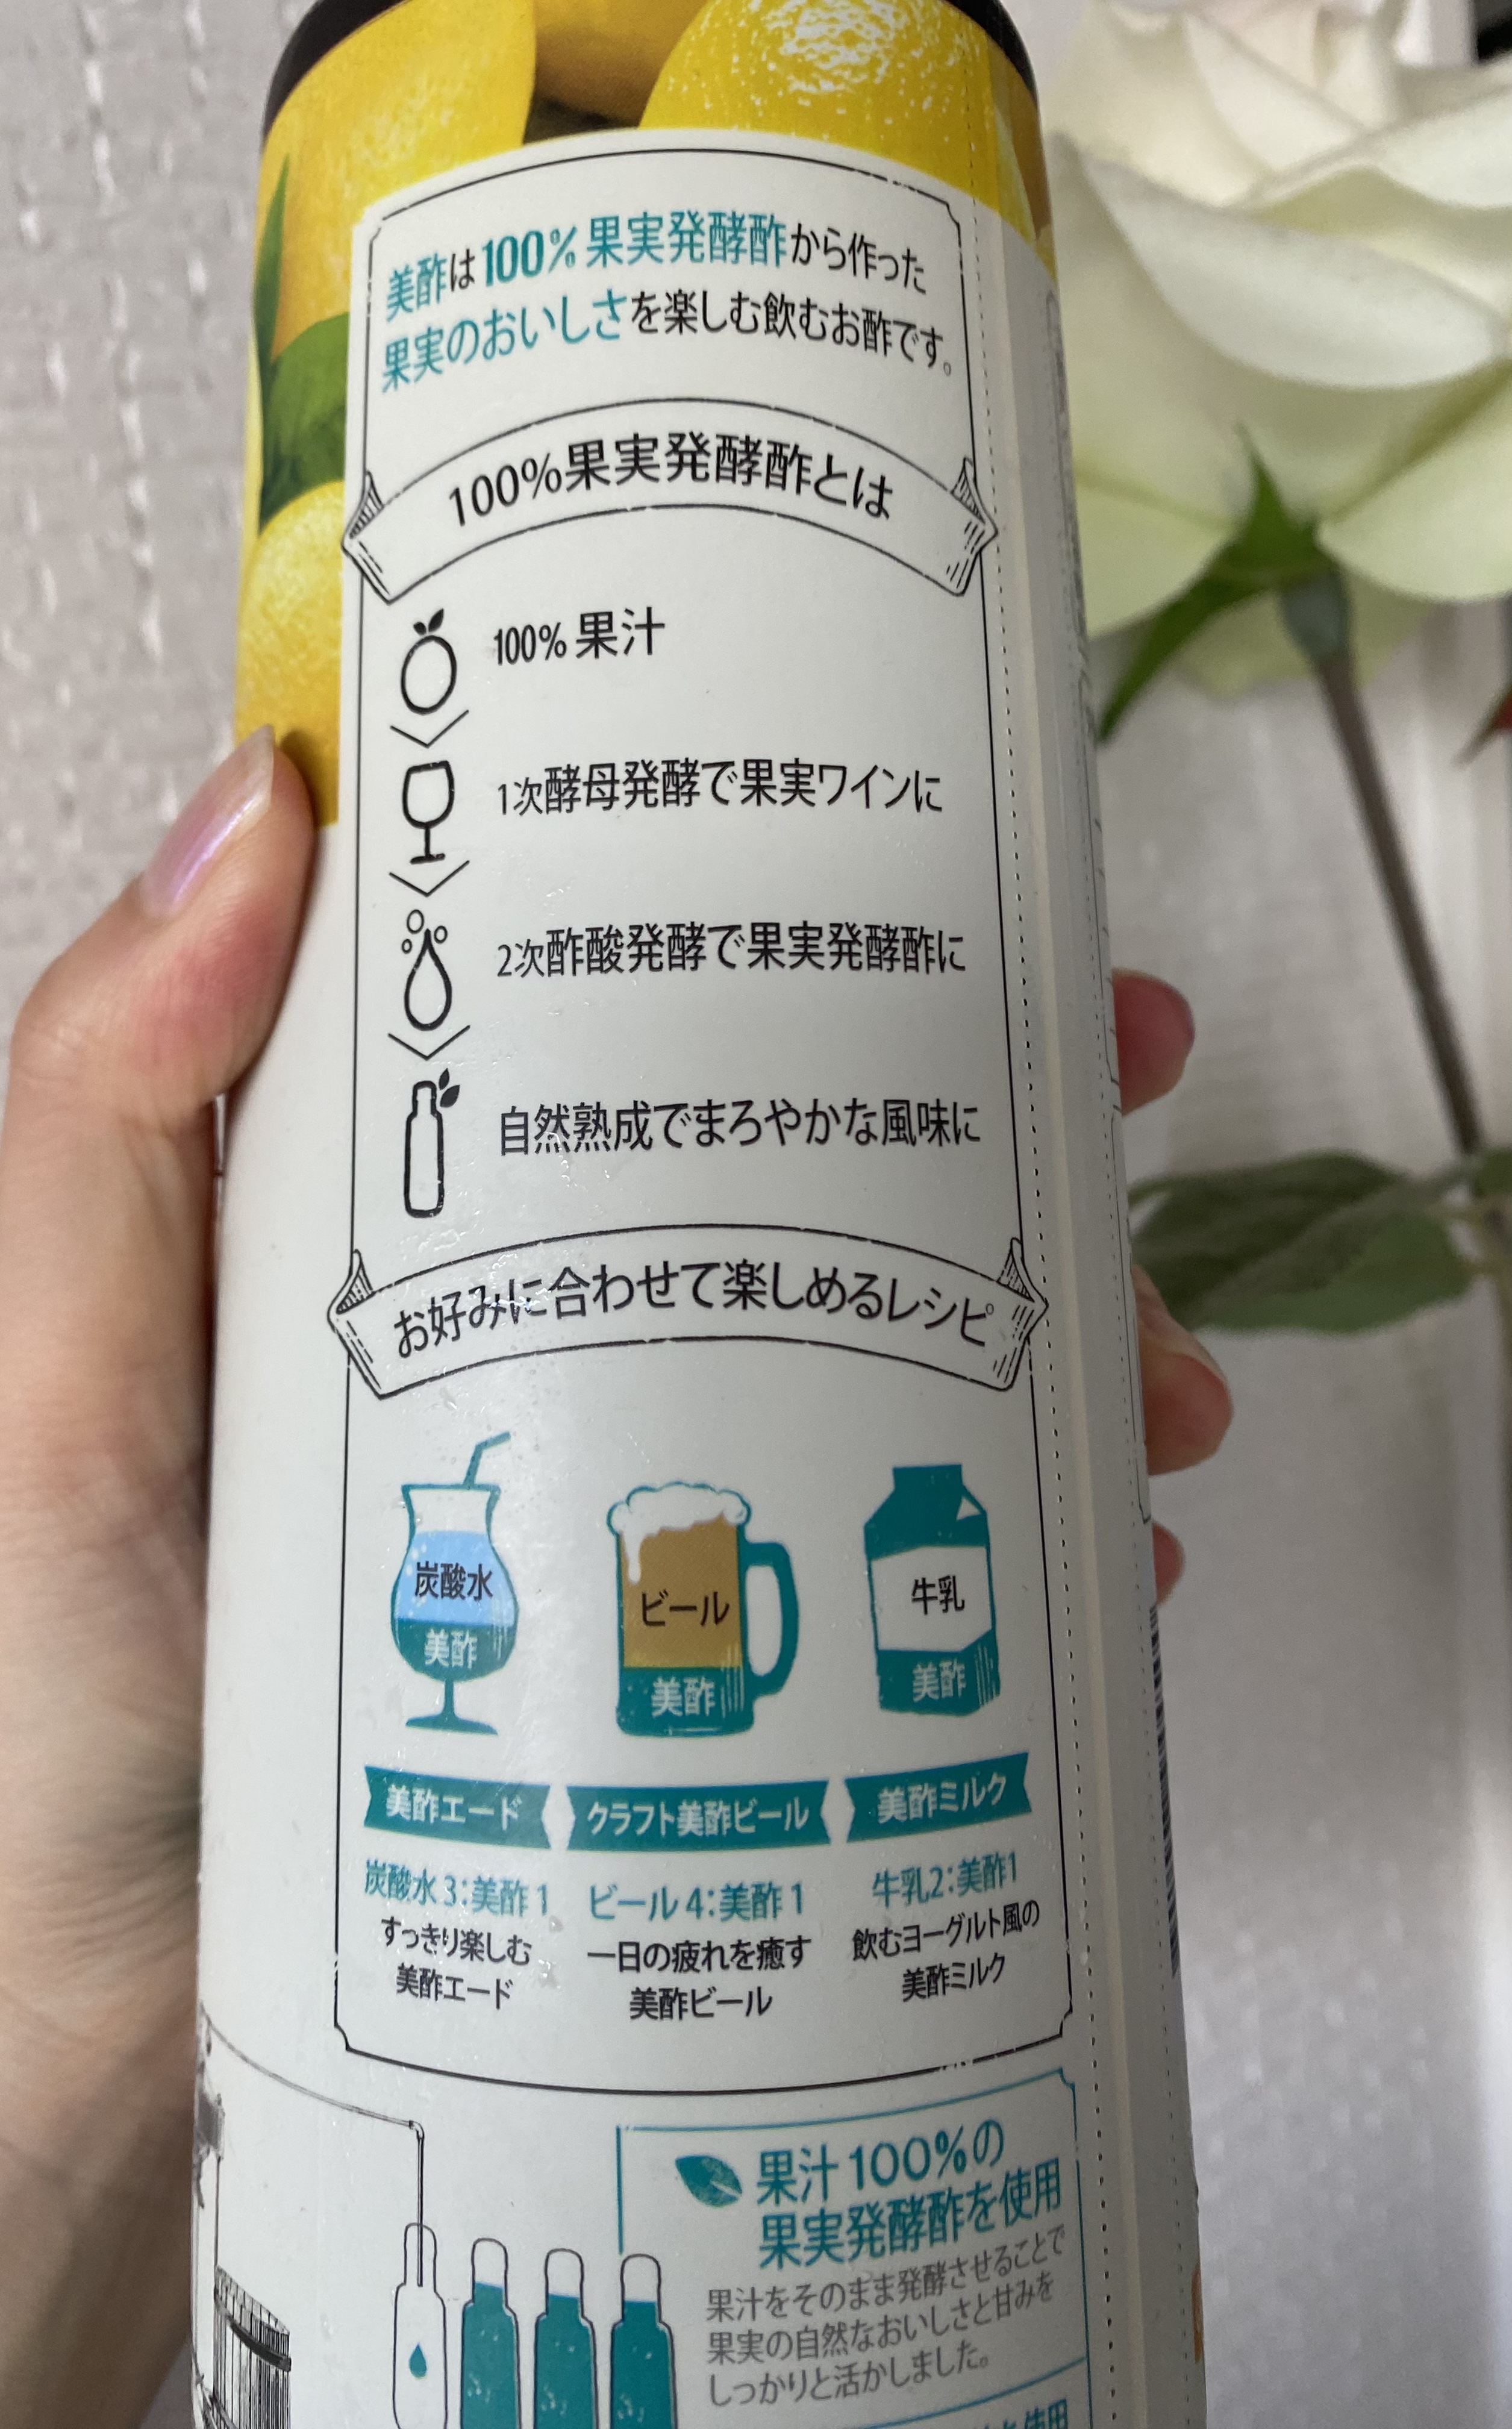 美酢は100%果実発酵酢から作った
果実のおいしさを楽しむ飲むお酢です。
100%果実発酵酢とは
100%果汁
1次酵母発酵で果実ワインに
2次酢酸発酵で果実発酵酢に
自然熟成でまろやかな風味に
お好みに合わせて楽しめるレシピ
炭酸水
美酢
ビール
美酢
牛乳
美酢
美酢エード
クラフト美酢ビール
美酢ミルク
炭酸水3:美酢1
すっきり楽しむ
美酢エード
ビール4:美酢1
一日の疲れを癒す
美酢ビール
牛乳2:美酢1
飲むヨーグルト風の
美酢ミルク
果汁100%の
果実発酵酢を使用
果汁をそのまま発酵させることで
果実の自然なおいしさと甘みを
しっかりと活かしました。
使用